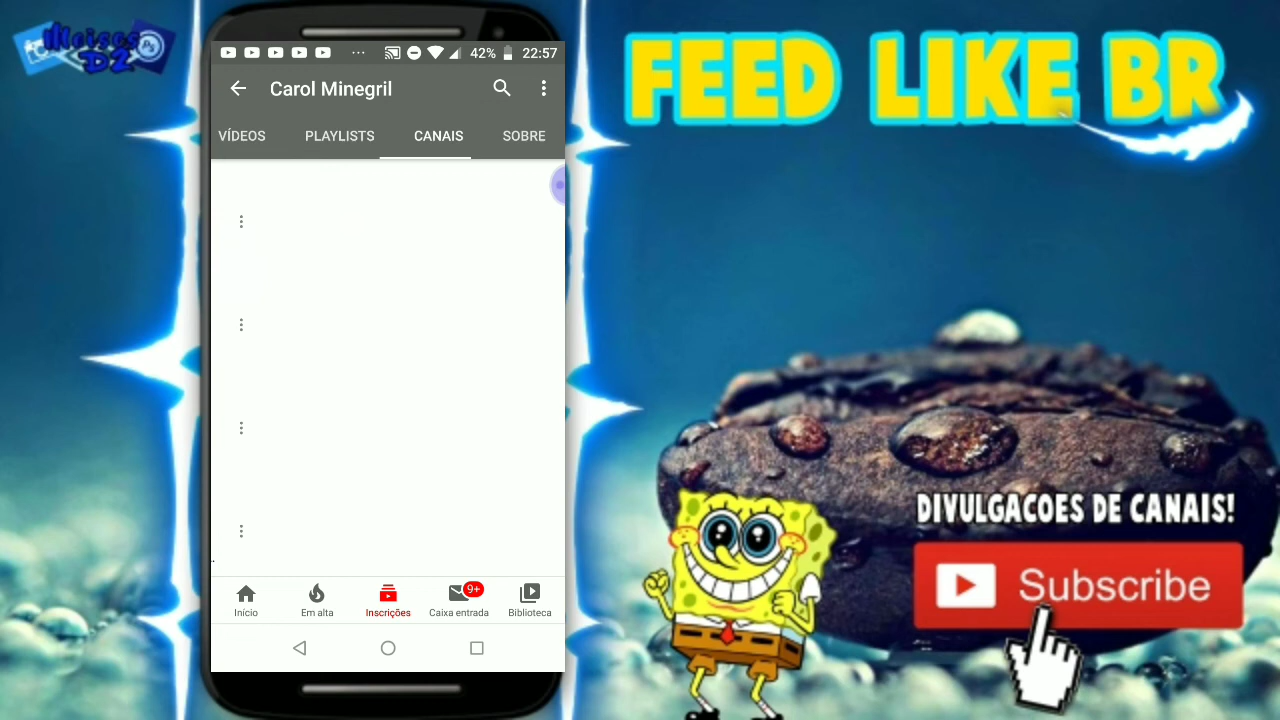 Moises
Ps
DZ
FEED LIKE BR
42% 22:57
Carol Minegril
VÍDEOS PLAYLISTS CANAIS SOBRE
DIVULGACOES DE CANAIS!
Subscribe
9+
Início Em alta Inscrições Caixa entrada Biblioteca